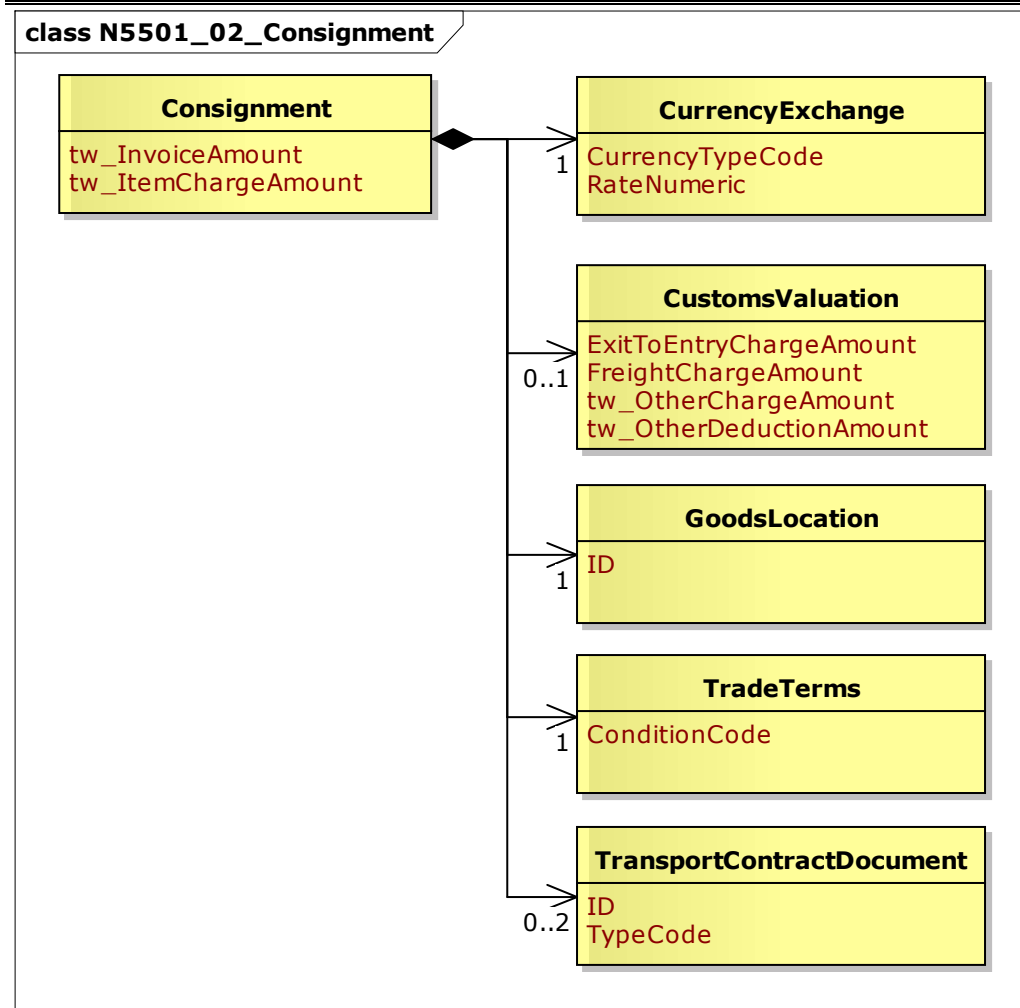 class N5501_02_Consignment
Consignment
tw_InvoiceAmount
tw_ItemChargeAmount
CurrencyExchange
CurrencyTypeCode
RateNumeric
1
CustomsValuation
ExitToEntryChargeAmount
FreightChargeAmount
tw_OtherChargeAmount
tw_OtherDeductionAmount
0..1
GoodsLocation
ID
1
TradeTerms
ConditionCode
1
TransportContractDocument
ID
TypeCode
0..2